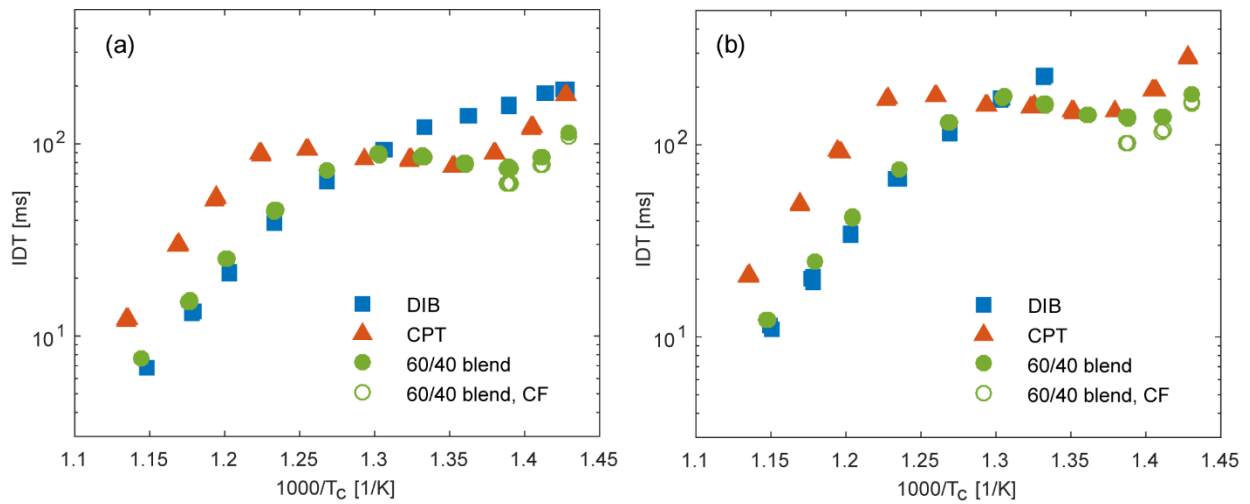 (a)
IDT [ms]
10²
10¹
DIB
CPT
60/40 blend
60/40 blend, CF
1.1 1.15 1.2 1.25 1.3 1.35 1.4 1.45
1000/T_c [1/K]
(b)
IDT [ms]
10²
10¹
DIB
CPT
60/40 blend
60/40 blend, CF
1.1 1.15 1.2 1.25 1.3 1.35 1.4 1.45
1000/T_c [1/K]